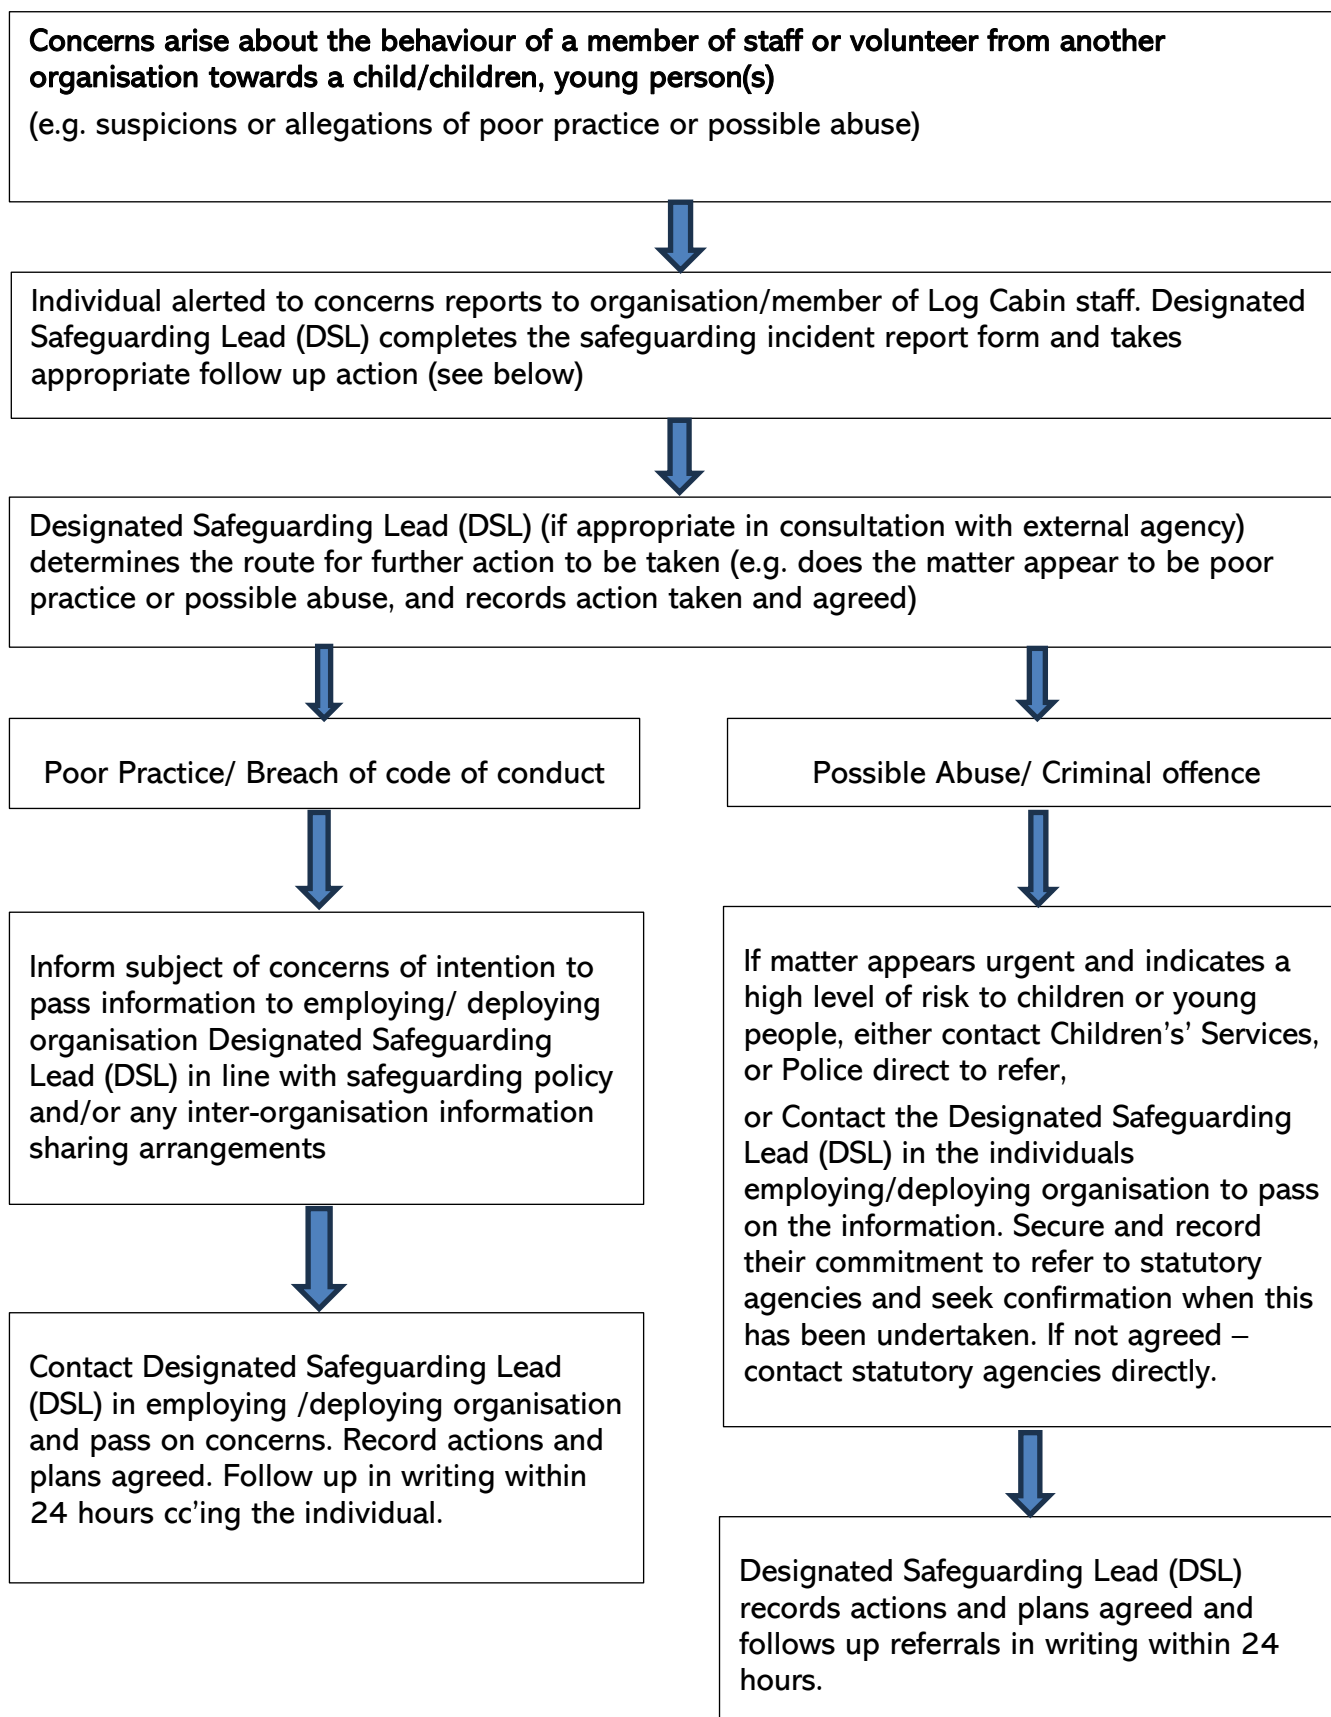 Concerns arise about the behaviour of a member of staff or volunteer from another
organisation towards a child/children, young person(s)
(e.g. suspicions or allegations of poor practice or possible abuse)
Individual alerted to concerns reports to organisation/member of Log Cabin staff. Designated
Safeguarding Lead (DSL) completes the safeguarding incident report form and takes
appropriate follow up action (see below)
Designated Safeguarding Lead (DSL) (if appropriate in consultation with external agency)
determines the route for further action to be taken (e.g. does the matter appear to be poor
practice or possible abuse, and records action taken and agreed)
Poor Practice/ Breach of code of conduct
Inform subject of concerns of intention to
pass information to employing/ deploying
organisation Designated Safeguarding
Lead (DSL) in line with safeguarding policy
and/or any inter-organisation information
sharing arrangements
Contact Designated Safeguarding Lead
(DSL) in employing /deploying organisation
and pass on concerns. Record actions and
plans agreed. Follow up in writing within
24 hours cc’ing the individual.
Possible Abuse/ Criminal offence
If matter appears urgent and indicates a
high level of risk to children or young
people, either contact Children’s’ Services,
or Police direct to refer,
or Contact the Designated Safeguarding
Lead (DSL) in the individuals
employing/deploying organisation to pass
on the information. Secure and record
their commitment to refer to statutory
agencies and seek confirmation when this
has been undertaken. If not agreed –
contact statutory agencies directly.
Designated Safeguarding Lead (DSL)
records actions and plans agreed and
follows up referrals in writing within 24
hours.